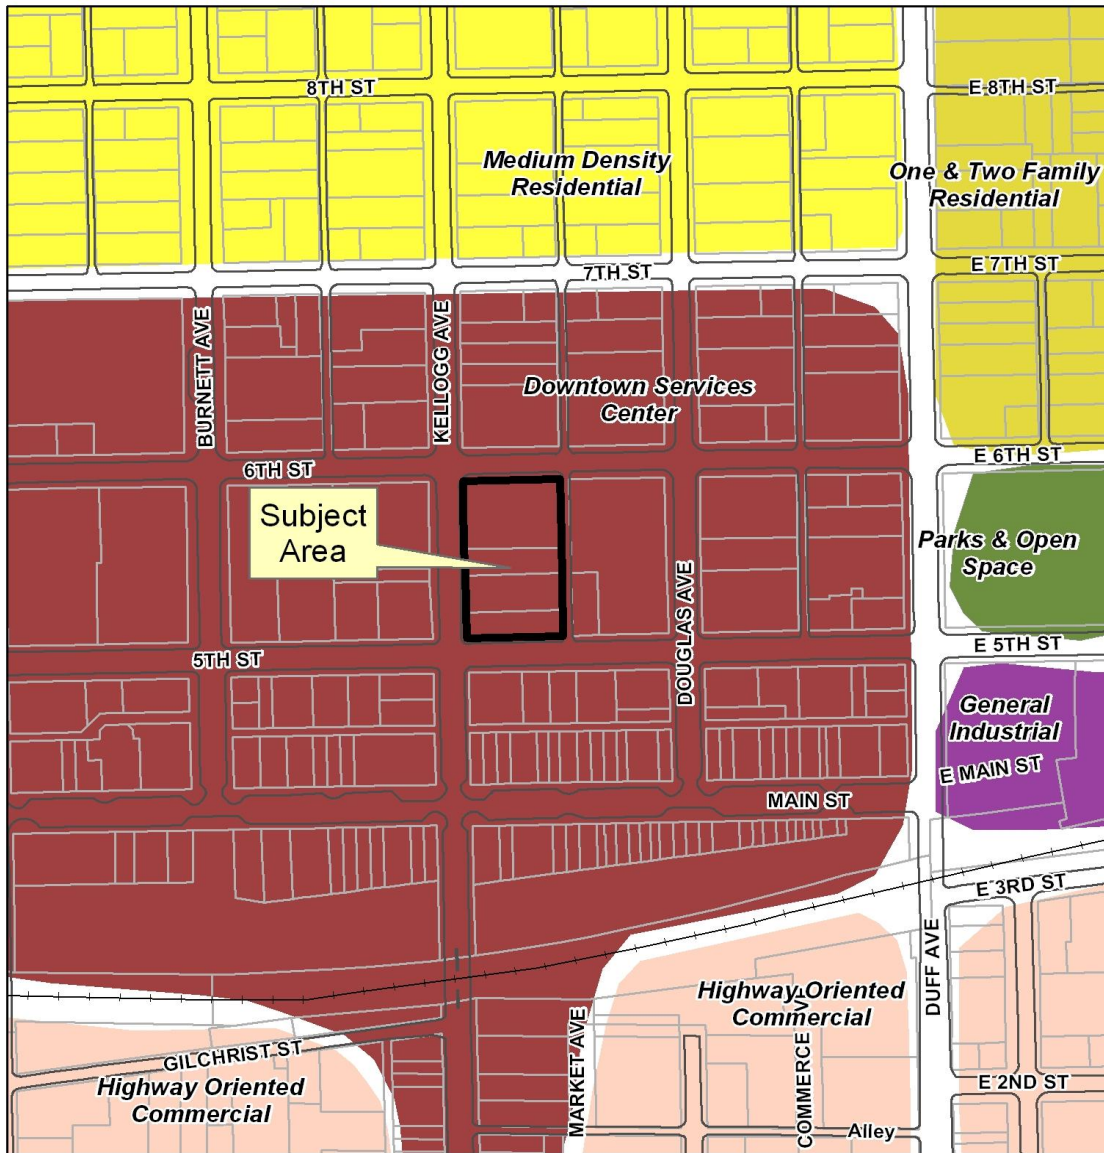 8TH ST
E 8TH ST
Medium Density
Residential
One & Two Family
Residential
7TH ST
E 7TH ST
BURNETT AVE
KELLOGG AVE
Downtown Services
Center
6TH ST
E 6TH ST
Subject
Area
Parks & Open
Space
DOUGLAS AVE
5TH ST
E 5TH ST
General
Industrial
E MAIN ST
MAIN ST
E 3RD ST
DUFF AVE
Highway Oriented
Commercial
MARKET AVE
COMMERCE AVE
GILCHRIST ST
Highway Oriented
Commercial
E 2ND ST
Alley